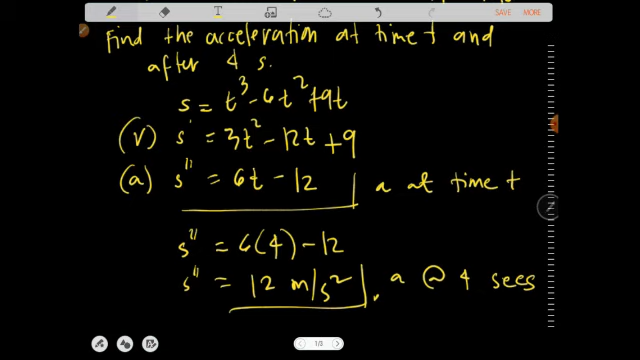 SAVE MORE
Find the acceleration at time t and
after 4 s.
s = t³ - 6t² + 9t
(v) s' = 3t² - 12t + 9
(a) s'' = 6t - 12 a at time t
s'' = 6(4) - 12
s'' = 12 m/s². a @ 4 secs
< 1/3 >